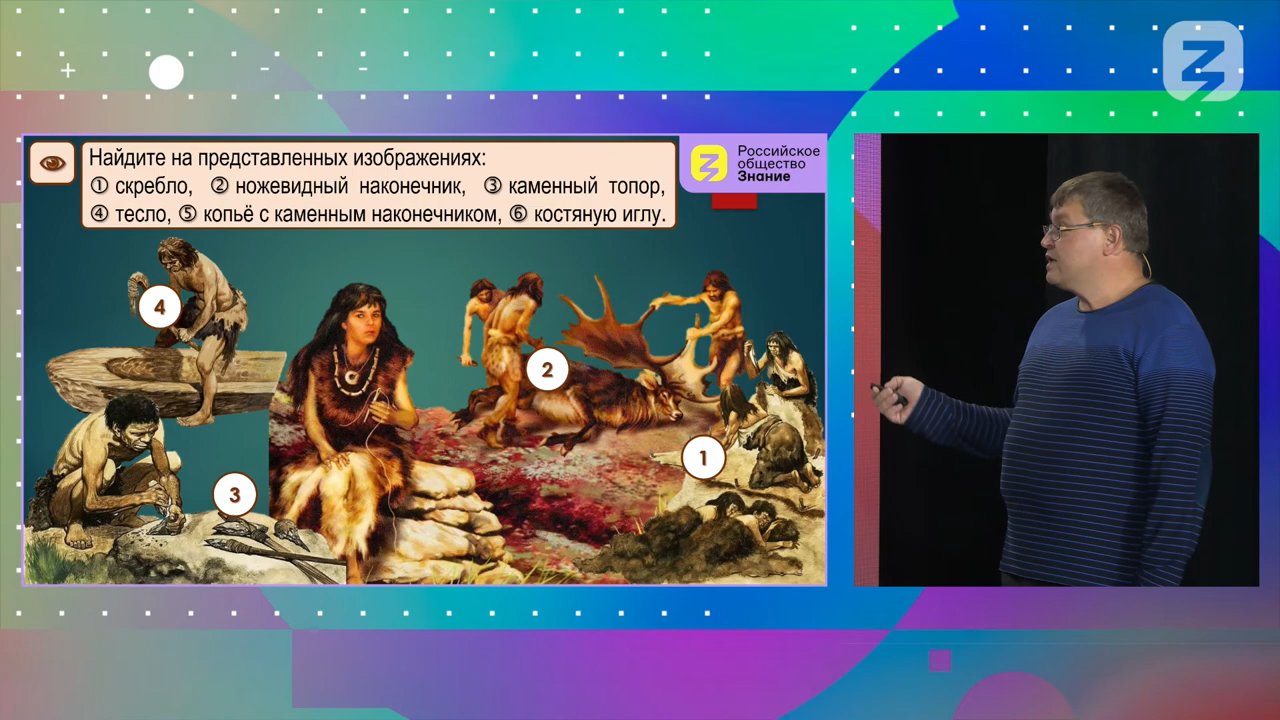 Найдите на представленных изображениях:
① скребло, ② ножевидный наконечник, ③ каменный топор,
④ тесло, ⑤ копьё с каменным наконечником, ⑥ костяную иглу.
Российское
общество
Знание
4
2
1
3